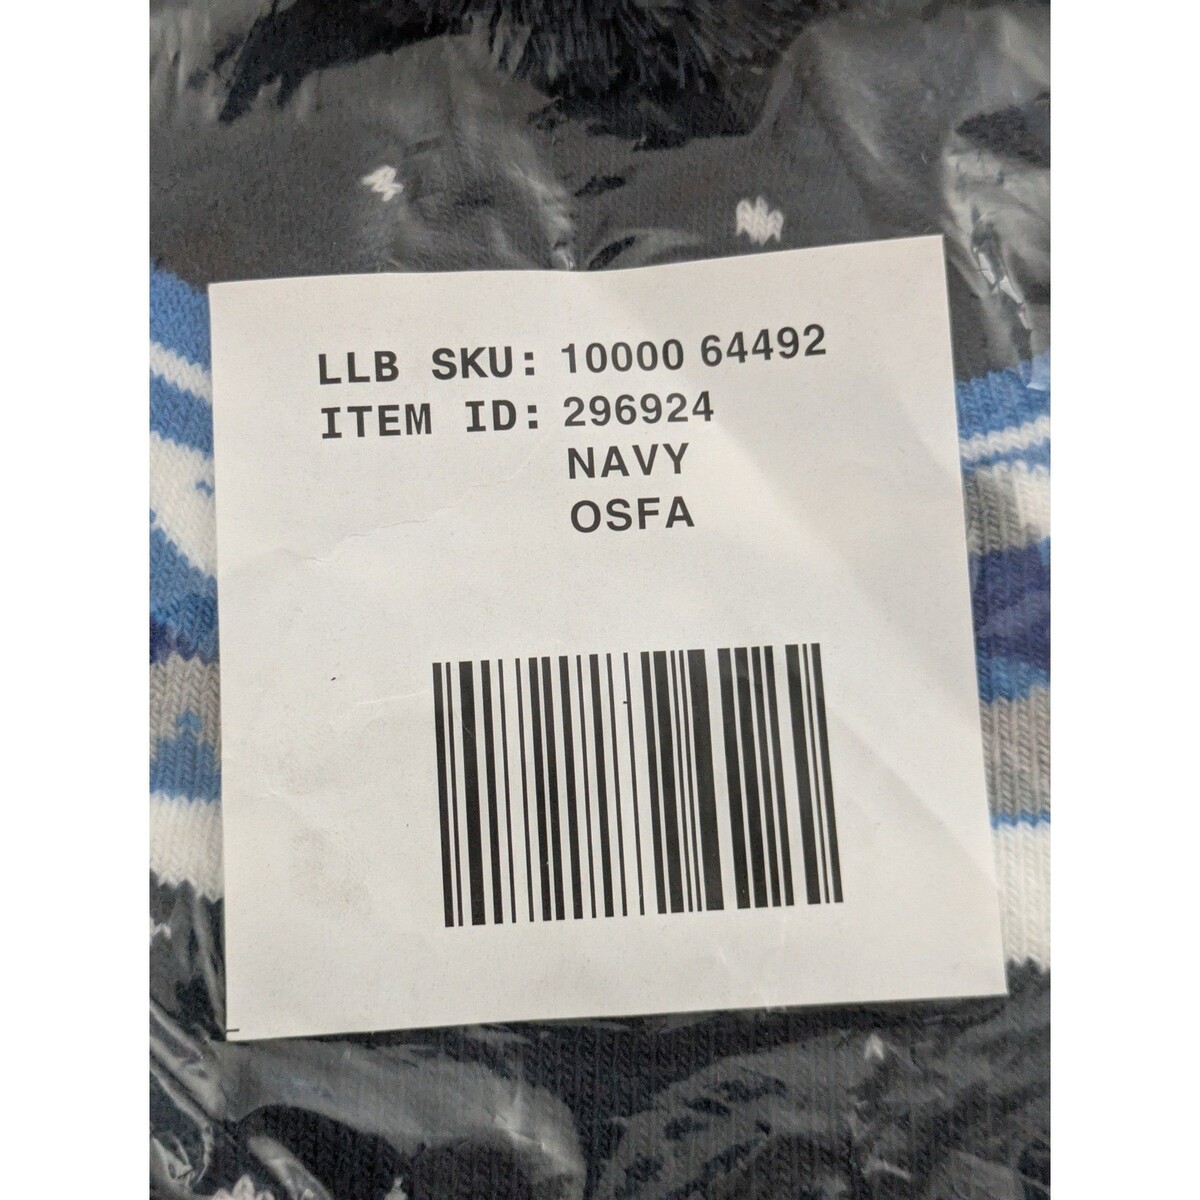 LLB SKU: 10000 64492
ITEM ID: 296924
NAVY
OSFA